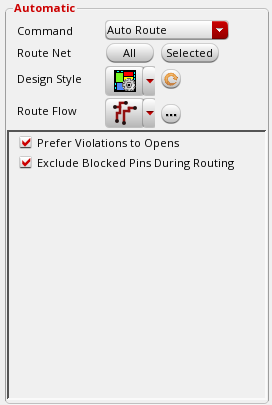 Automatic
Command Auto Route
Route Net All Selected
Design Style
Route Flow ...
Prefer Violations to Opens
Exclude Blocked Pins During Routing